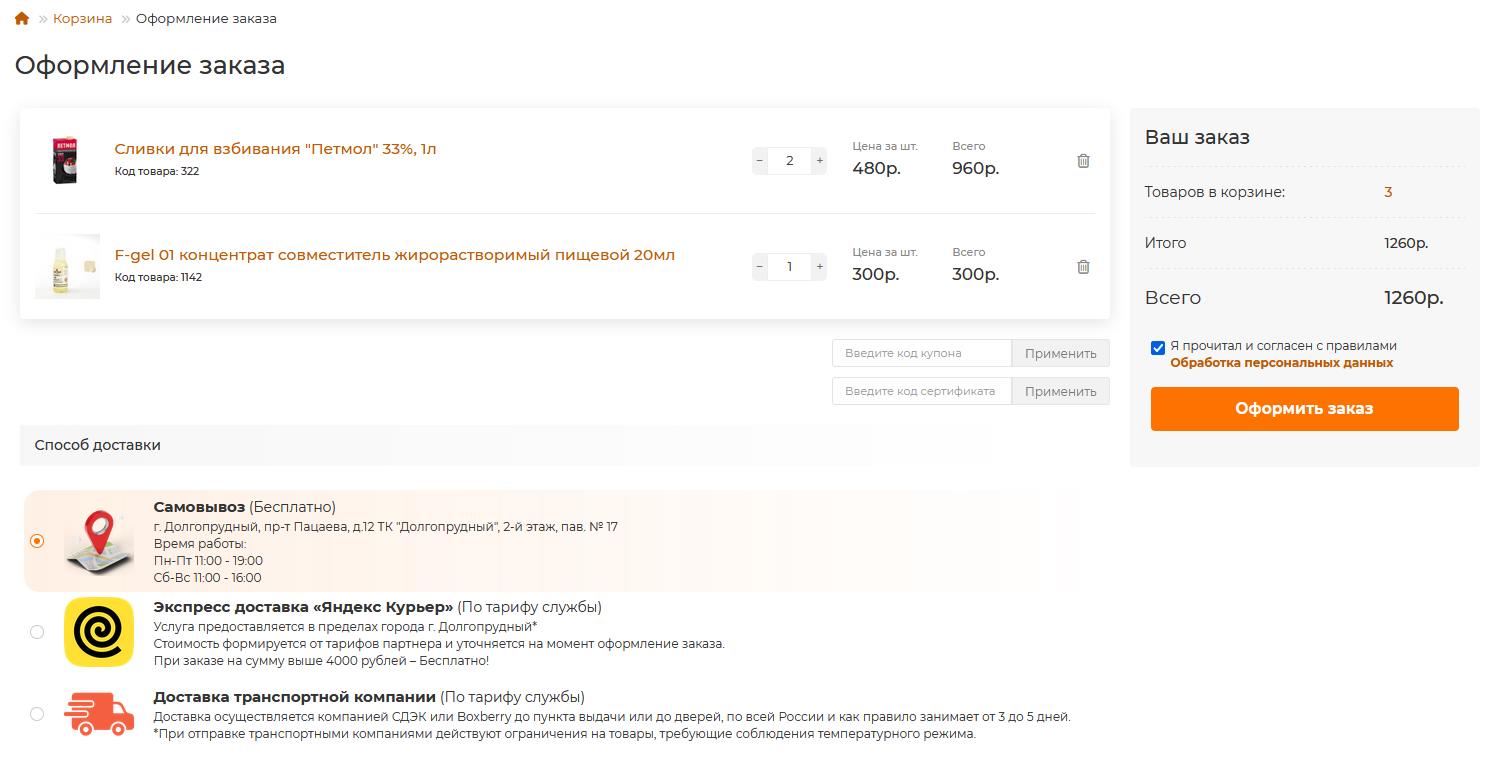 Корзина » Оформление заказа
Оформление заказа
Сливки для взбивания "Петмол" 33%, 1л
Код товара: 322
− 2 +
Цена за шт.
480р.
Всего
960р.
F-gel 01 концентрат совместитель жирорастворимый пищевой 20мл
Код товара: 1142
− 1 +
Цена за шт.
300р.
Всего
300р.
Введите код купона
Применить
Введите код сертификата
Применить
Ваш заказ
Товаров в корзине: 3
Итого 1260р.
Всего 1260р.
Я прочитал и согласен с правилами
Обработка персональных данных
Оформить заказ
Способ доставки
Самовывоз (Бесплатно)
г. Долгопрудный, пр-т Пацаева, д.12 ТК "Долгопрудный", 2-й этаж, пав. № 17
Время работы:
Пн-Пт 11:00 - 19:00
Сб-Вс 11:00 - 16:00
Экспресс доставка «Яндекс Курьер» (По тарифу службы)
Услуга предоставляется в пределах города г. Долгопрудный*
Стоимость формируется от тарифов партнера и уточняется на момент оформление заказа.
При заказе на сумму выше 4000 рублей – Бесплатно!
Доставка транспортной компании (По тарифу службы)
Доставка осуществляется компанией СДЭК или Boxberry до пункта выдачи или до дверей, по всей России и как правило занимает от 3 до 5 дней.
*При отправке транспортными компаниями действуют ограничения на товары, требующие соблюдения температурного режима.